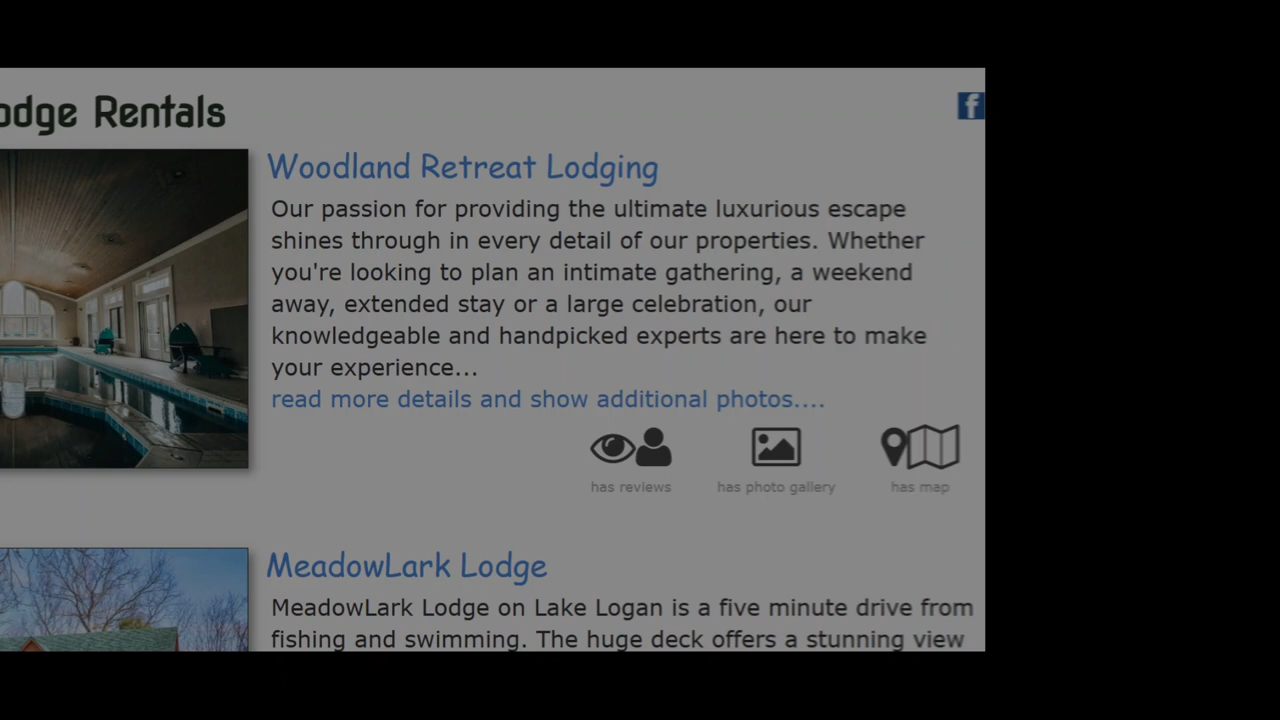 odge Rentals
f
Woodland Retreat Lodging
Our passion for providing the ultimate luxurious escape
shines through in every detail of our properties. Whether
you're looking to plan an intimate gathering, a weekend
away, extended stay or a large celebration, our
knowledgeable and handpicked experts are here to make
your experience...
read more details and show additional photos....
has reviews
has photo gallery
has map
MeadowLark Lodge
MeadowLark Lodge on Lake Logan is a five minute drive from
fishing and swimming. The huge deck offers a stunning view